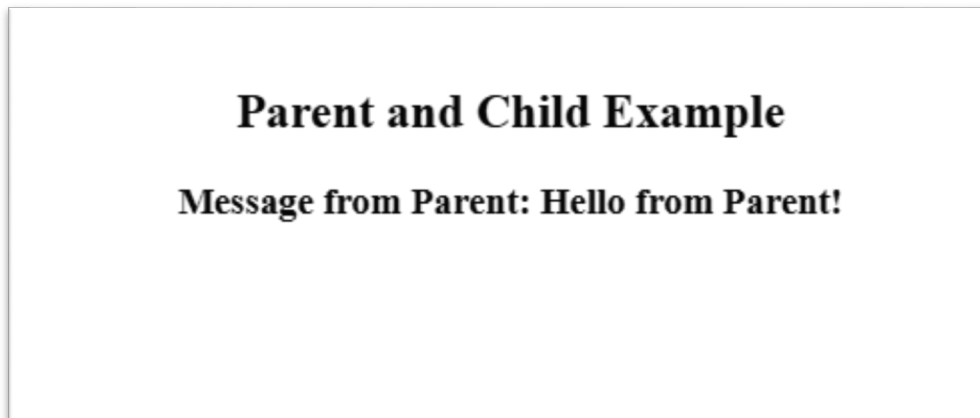 Parent and Child Example
Message from Parent: Hello from Parent!